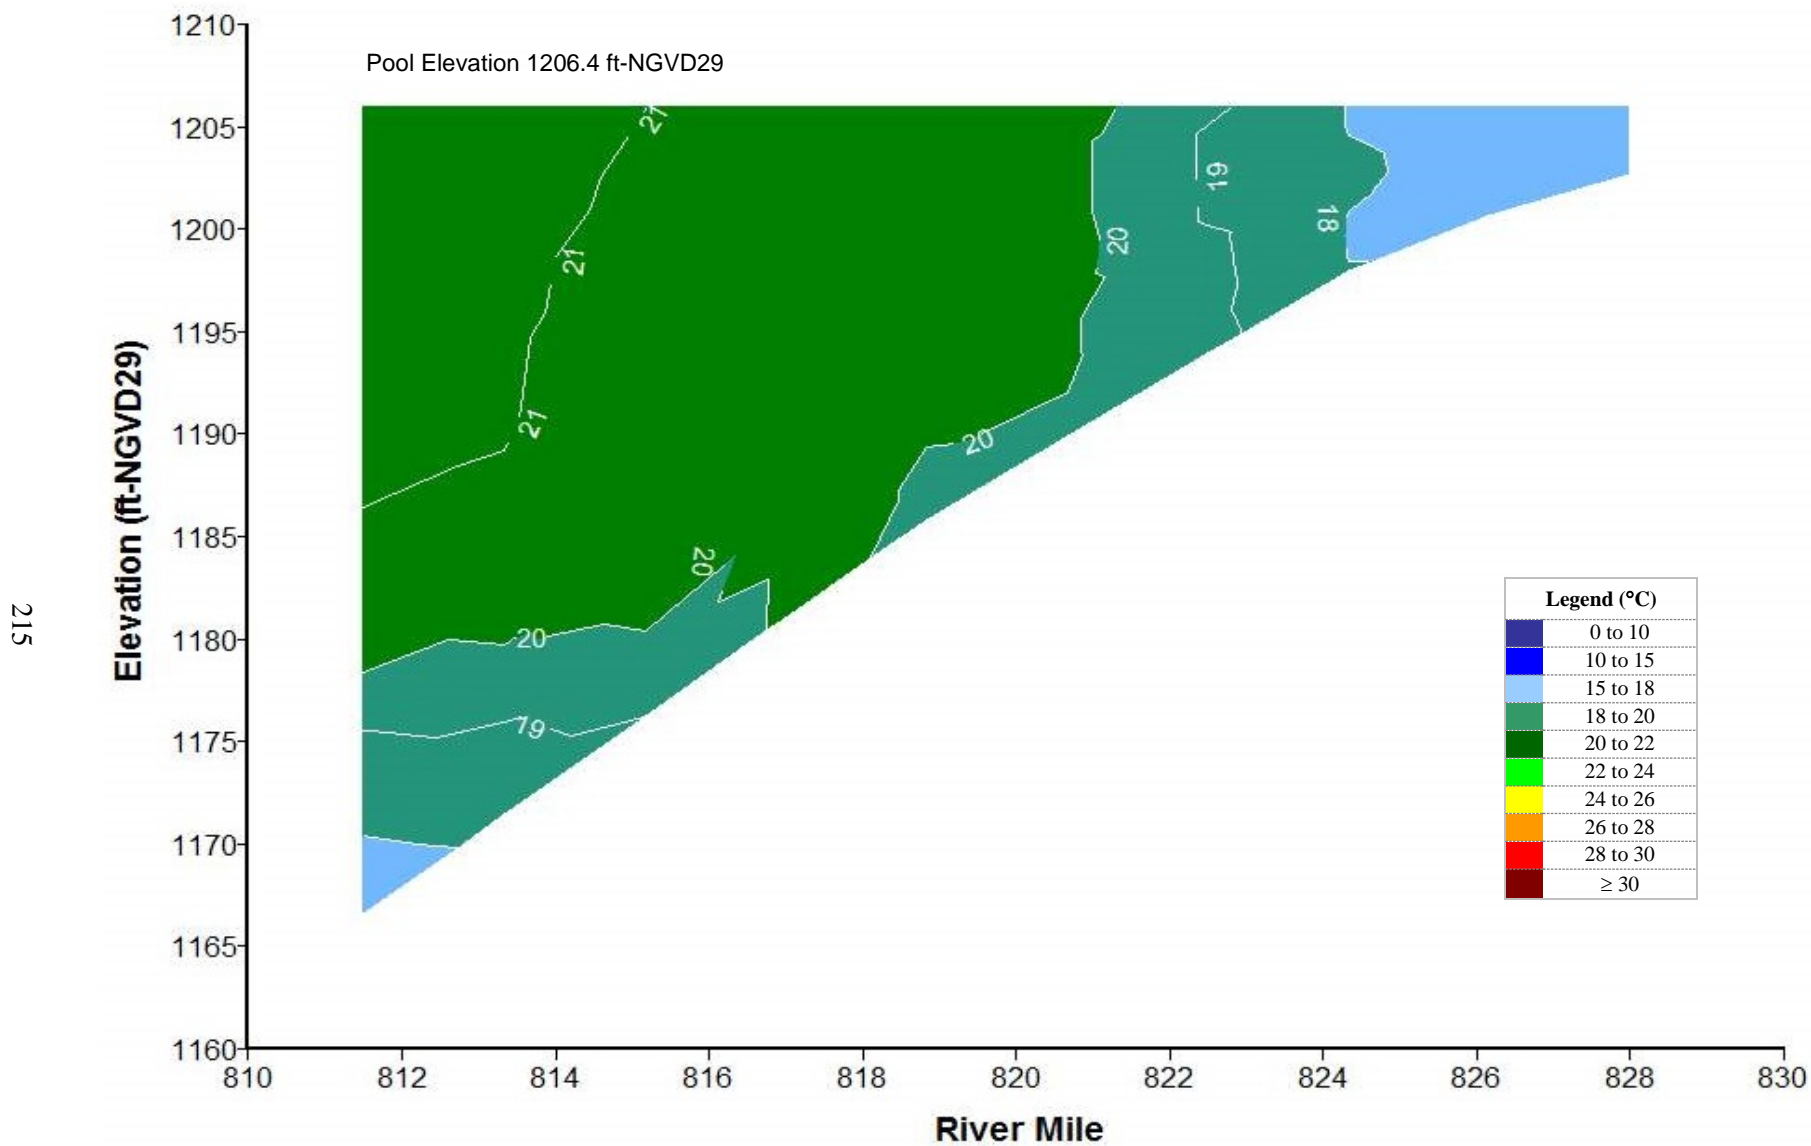 1210
Pool Elevation 1206.4 ft-NGVD29
1205
1200
1195
1190
1185
1180
1175
1170
1165
1160
Elevation (ft-NGVD29)
21
21
21
20
19
18
20
20
20
19
Legend (°C)
0 to 10
10 to 15
15 to 18
18 to 20
20 to 22
22 to 24
24 to 26
26 to 28
28 to 30
≥ 30
810 812 814 816 818 820 822 824 826 828 830
River Mile
215